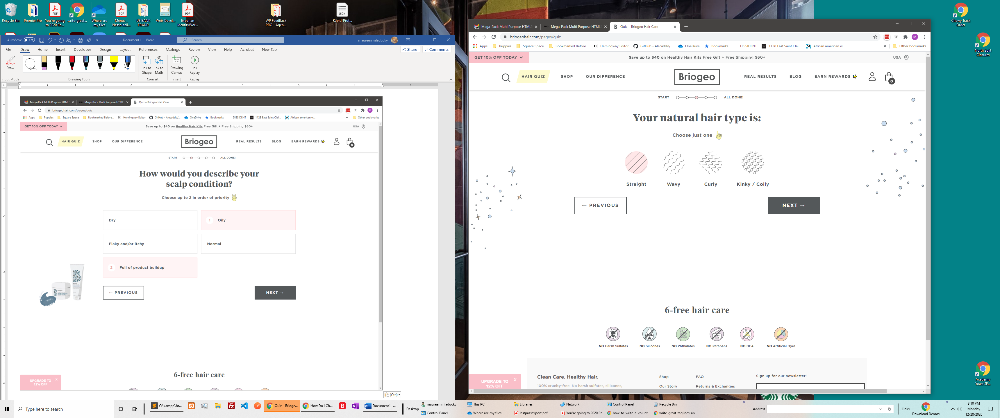 Recycle Bin
Premier Pro
You're going to 2020 Re...
write-great...
Where are my files
Menus _ Nesso Itali...
US BANK FRAUD
Web-Devel...
Experian IdentityWor...
WP FeedBack PRO - Agen...
Rapid-Prot...
Chewy Track Order
North Split Closures
Academy Yoast SE...
AutoSave Off
Document1 - Word
Search
maureen mladucky
File Draw Home Insert Developer Design Layout References Mailings Review View Help Acrobat New Tab
Share Comments
Draw
Ink to Shape
Ink to Math
Drawing Canvas
Ink Replay
Input Mode Drawing Tools Convert Insert Replay
Mega-Pack Multi Purpose HTML
Mega-Pack Multi Purpose HTML
Quiz – Briogeo Hair Care
briogeohair.com/pages/quiz
Apps Puppies Square Space Bookmarked Before... Hemingway Editor GitHub - Alecaddd/... OneDrive Bookmarks DISSIDENT 1128 East Saint Clai... African american w... » Other bookmarks
GET 10% OFF TODAY
Save up to $40 on Healthy Hair Kits Free Gift + Free Shipping $60+
USA
HAIR QUIZ SHOP OUR DIFFERENCE Briogeo REAL RESULTS BLOG EARN REWARDS 0
START ALL DONE!
How would you describe your
scalp condition?
Choose up to 2 in order of priority
Dry
1 Oily
Flaky and/or itchy
Normal
2 Full of product buildup
← PREVIOUS
NEXT →
6-free hair care
UPGRADE TO
12% OFF
X
(Ctrl)
Mega-Pack Multi Purpose HTML
Mega-Pack Multi Purpose HTML
Quiz – Briogeo Hair Care
briogeohair.com/pages/quiz
Apps Puppies Square Space Bookmarked Before... Hemingway Editor GitHub - Alecaddd/... OneDrive Bookmarks DISSIDENT 1128 East Saint Clai... African american w... » Other bookmarks
GET 10% OFF TODAY
Save up to $40 on Healthy Hair Kits Free Gift + Free Shipping $60+
USA
HAIR QUIZ SHOP OUR DIFFERENCE Briogeo REAL RESULTS BLOG EARN REWARDS 0
START ALL DONE!
Your natural hair type is:
Choose just one
Straight Wavy Curly Kinky / Coily
← PREVIOUS
NEXT →
6-free hair care
NO Harsh Sulfates NO Silicones NO Phthalates NO Parabens NO DEA NO Artificial Dyes
Clean Care. Healthy Hair.
100% cruelty-free. No harsh sulfates, silicones,
Shop
Our Story
FAQ
Returns & Exchanges
Sign up for our newsletter!
UPGRADE TO
12% OFF
X
Type here to search
C:\xampp\ht...
Quiz – Brioge...
How Do I Ch...
Document1 -...
Desktop
maureen mladucky This PC Libraries Network Control Panel Recycle Bin
Control Panel Where are my files lastpassexport.pdf You're going to 2020 Re... how-to-write-a-volunt... write-great-taglines-an...
Address
Links
Download Demos
8:10 PM
Monday
12/28/2020